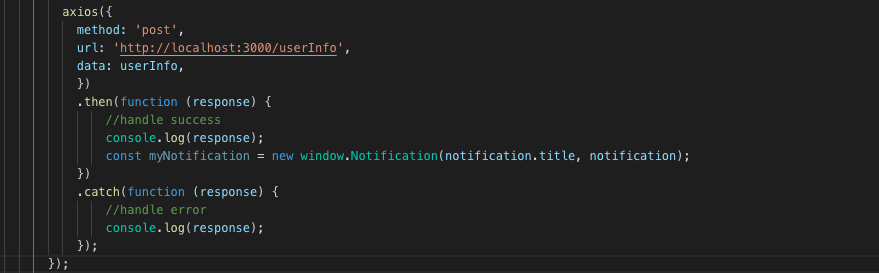 axios({
method: 'post',
url: 'http://localhost:3000/userInfo',
data: userInfo,
})
.then(function (response) {
//handle success
console.log(response);
const myNotification = new window.Notification(notification.title, notification);
})
.catch(function (response) {
//handle error
console.log(response);
});
});